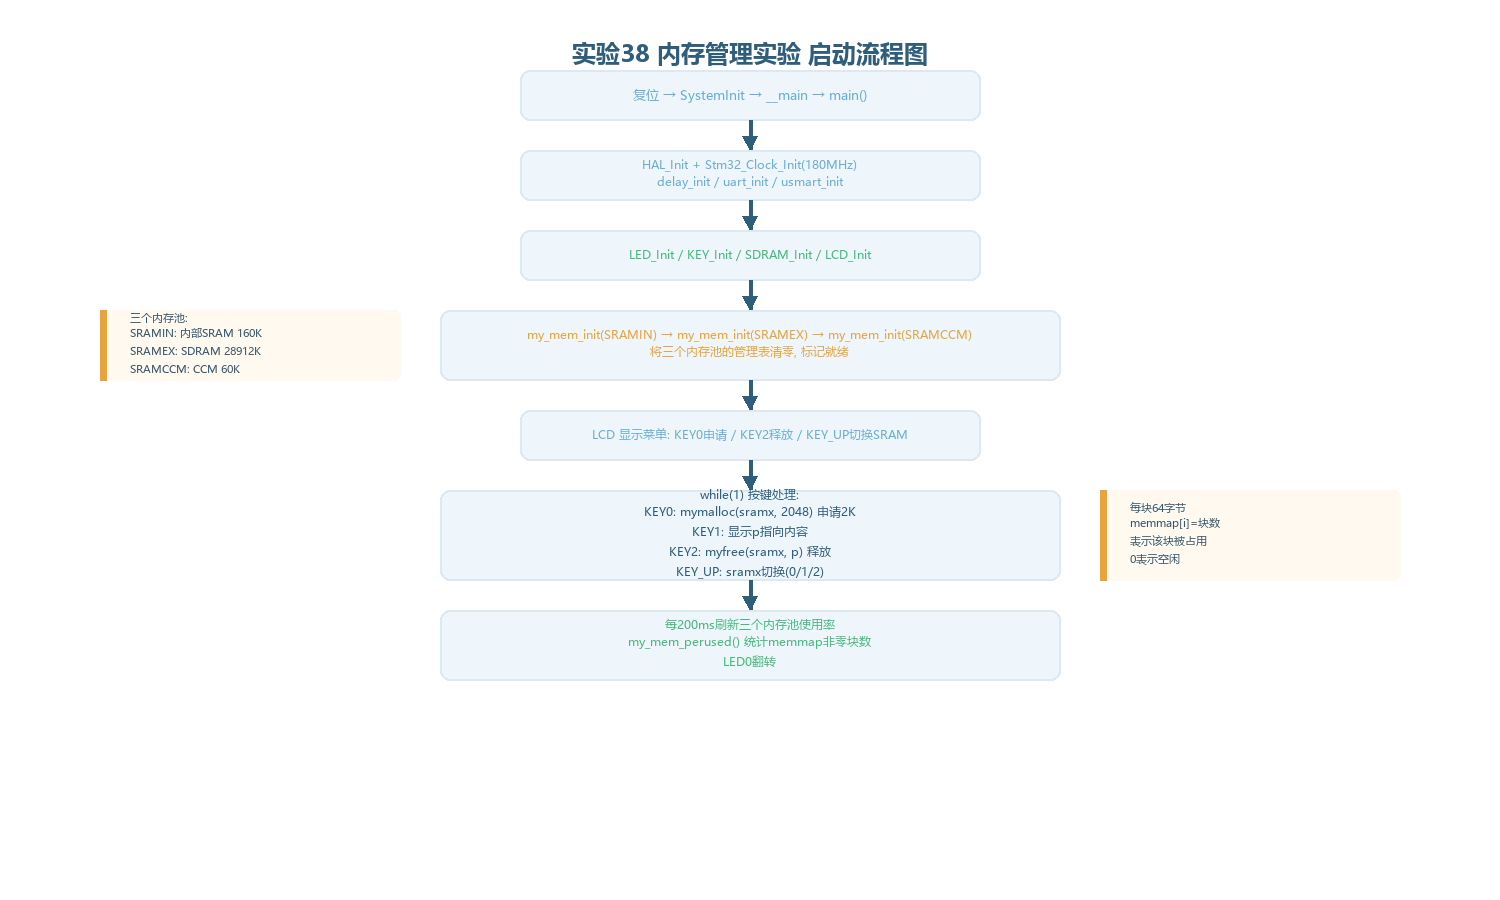 实验38 内存管理实验 启动流程图
复位 → SystemInit → __main → main()
HAL_Init + Stm32_Clock_Init(180MHz)
delay_init / uart_init / usmart_init
LED_Init / KEY_Init / SDRAM_Init / LCD_Init
三个内存池:
SRAMIN: 内部SRAM 160K
SRAMEX: SDRAM 28912K
SRAMCCM: CCM 60K
my_mem_init(SRAMIN) → my_mem_init(SRAMEX) → my_mem_init(SRAMCCM)
将三个内存池的管理表清零, 标记就绪
LCD 显示菜单: KEY0申请 / KEY2释放 / KEY_UP切换SRAM
while(1) 按键处理:
KEY0: mymalloc(sramx, 2048) 申请2K
KEY1: 显示p指向内容
KEY2: myfree(sramx, p) 释放
KEY_UP: sramx切换(0/1/2)
每块64字节
memmap[i]=块数
表示该块被占用
0表示空闲
每200ms刷新三个内存池使用率
my_mem_perused() 统计memmap非零块数
LED0翻转